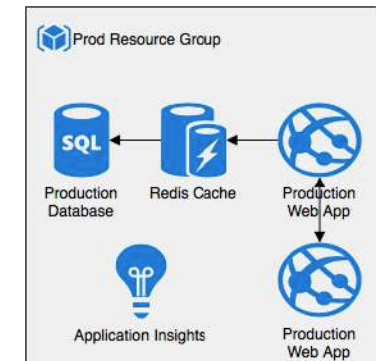 Prod Resource Group
SQL
Production
Database
Redis Cache
Production
Web App
Application Insights
Production
Web App